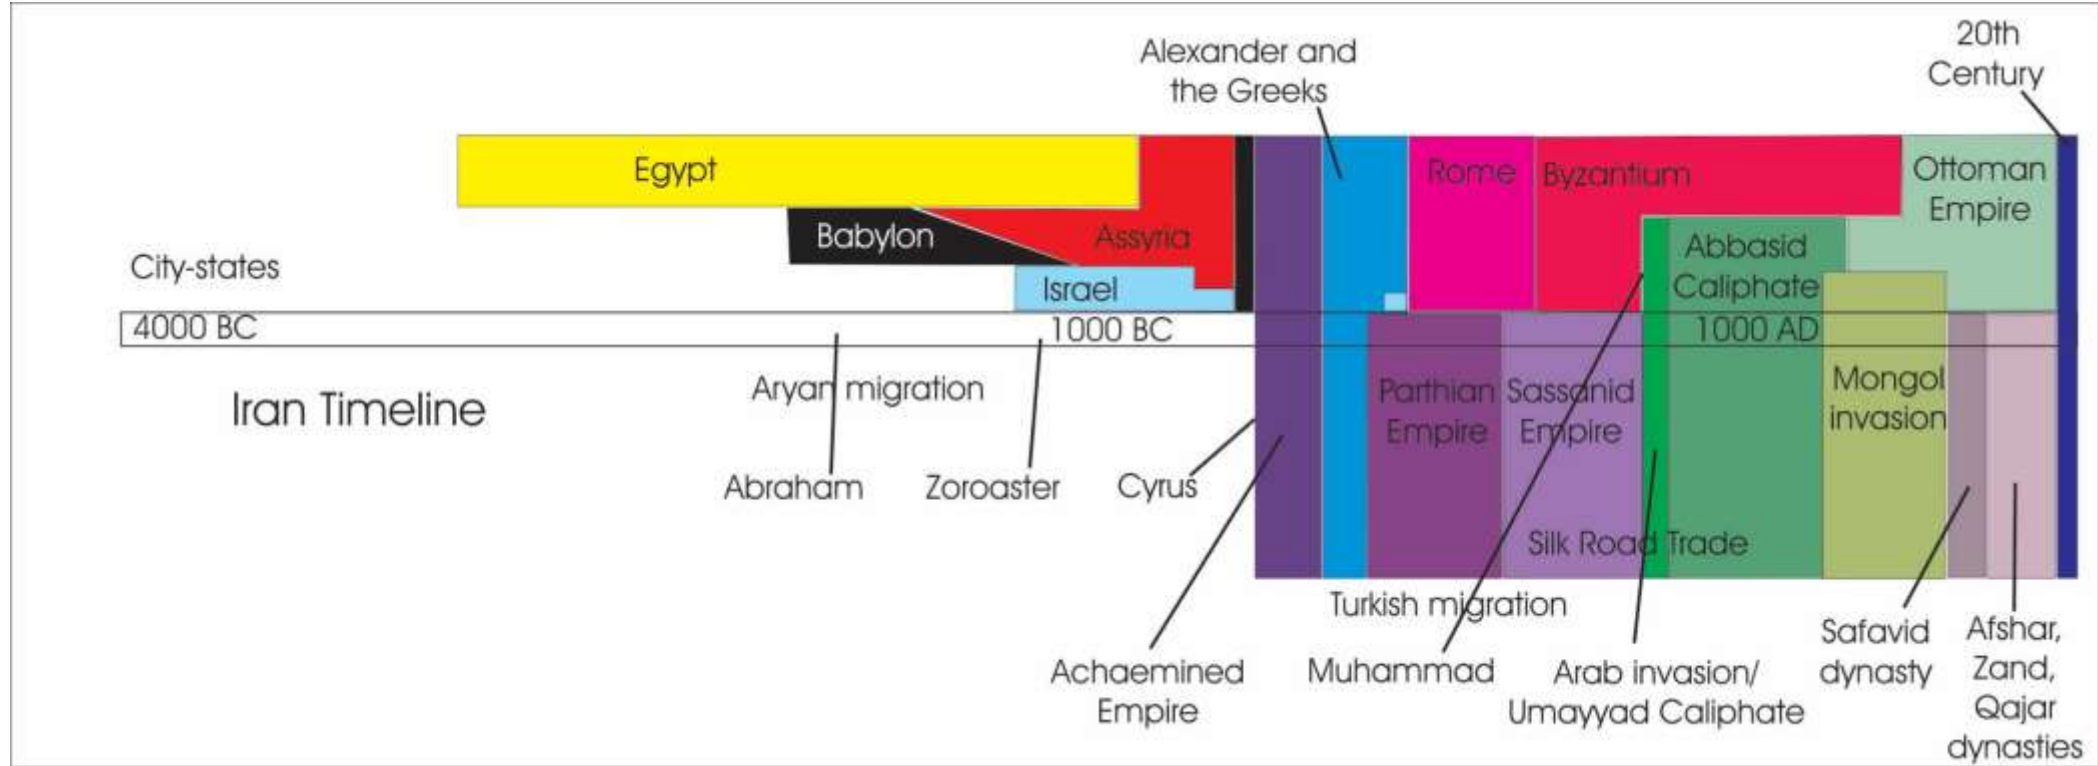 Alexander and
the Greeks
20th
Century
Egypt
Rome
Byzantium
Ottoman
Empire
Babylon
Assyria
Abbasid
Caliphate
City-states
Israel
4000 BC
1000 BC
1000 AD
Iran Timeline
Aryan migration
Parthian
Empire
Sassanid
Empire
Mongol
invasion
Abraham
Zoroaster
Cyrus
Silk Road Trade
Turkish migration
Achaemined
Empire
Muhammad
Arab invasion/
Umayyad Caliphate
Safavid
dynasty
Afshar,
Zand,
Qajar
dynasties